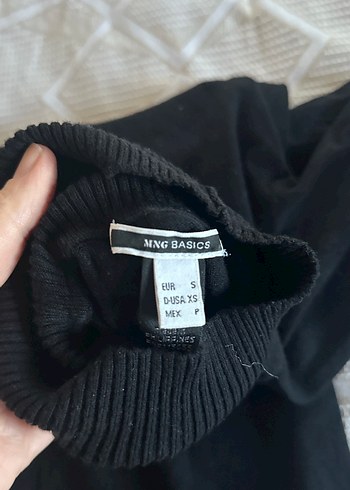 MNG BASICS
EUR S
D-USA XS
MEX P